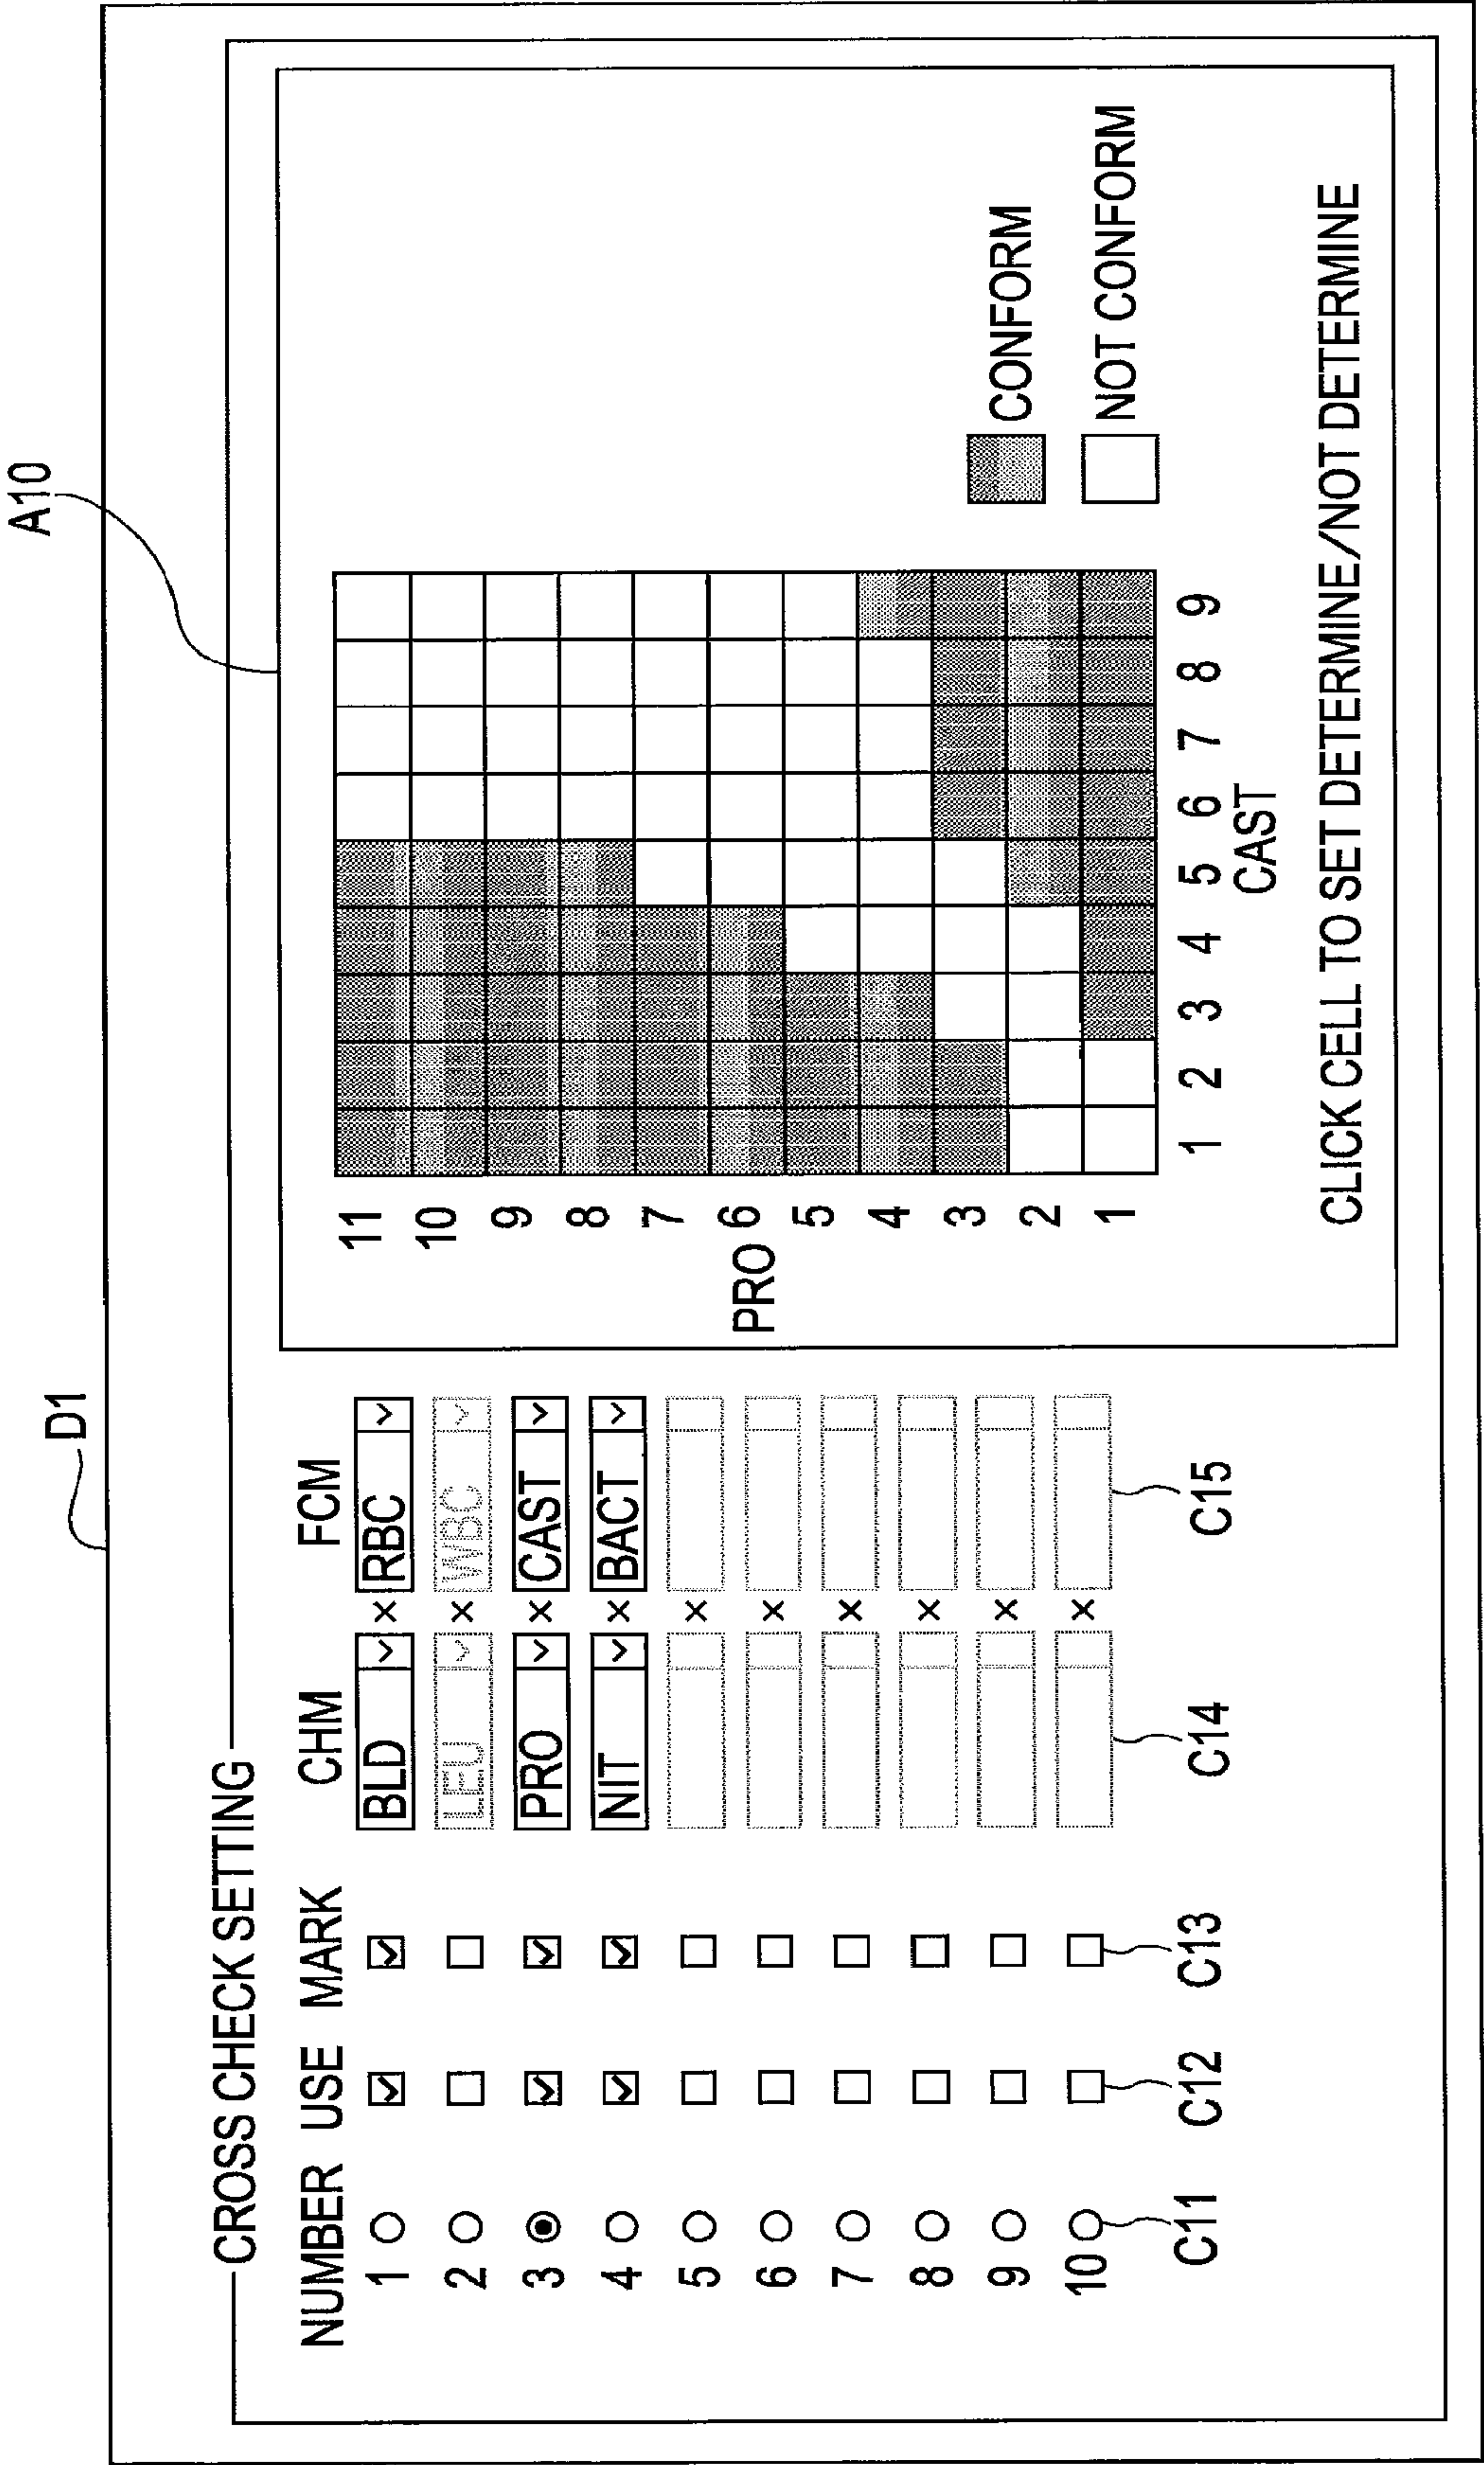 A10
D1
CROSS CHECK SETTING
NUMBER USE MARK CHM FCM
1 BLD × RBC
2 LEU × WBC
3 PRO × CAST
4 NIT × BACT
5 ×
6 ×
7 ×
8 ×
9 ×
10 ×
C11 C12 C13 C14 C15
11
10
9
8
7
PRO 6
5
4
3
2
1
1 2 3 4 5 6 7 8 9
CAST
CONFORM
NOT CONFORM
CLICK CELL TO SET DETERMINE/NOT DETERMINE